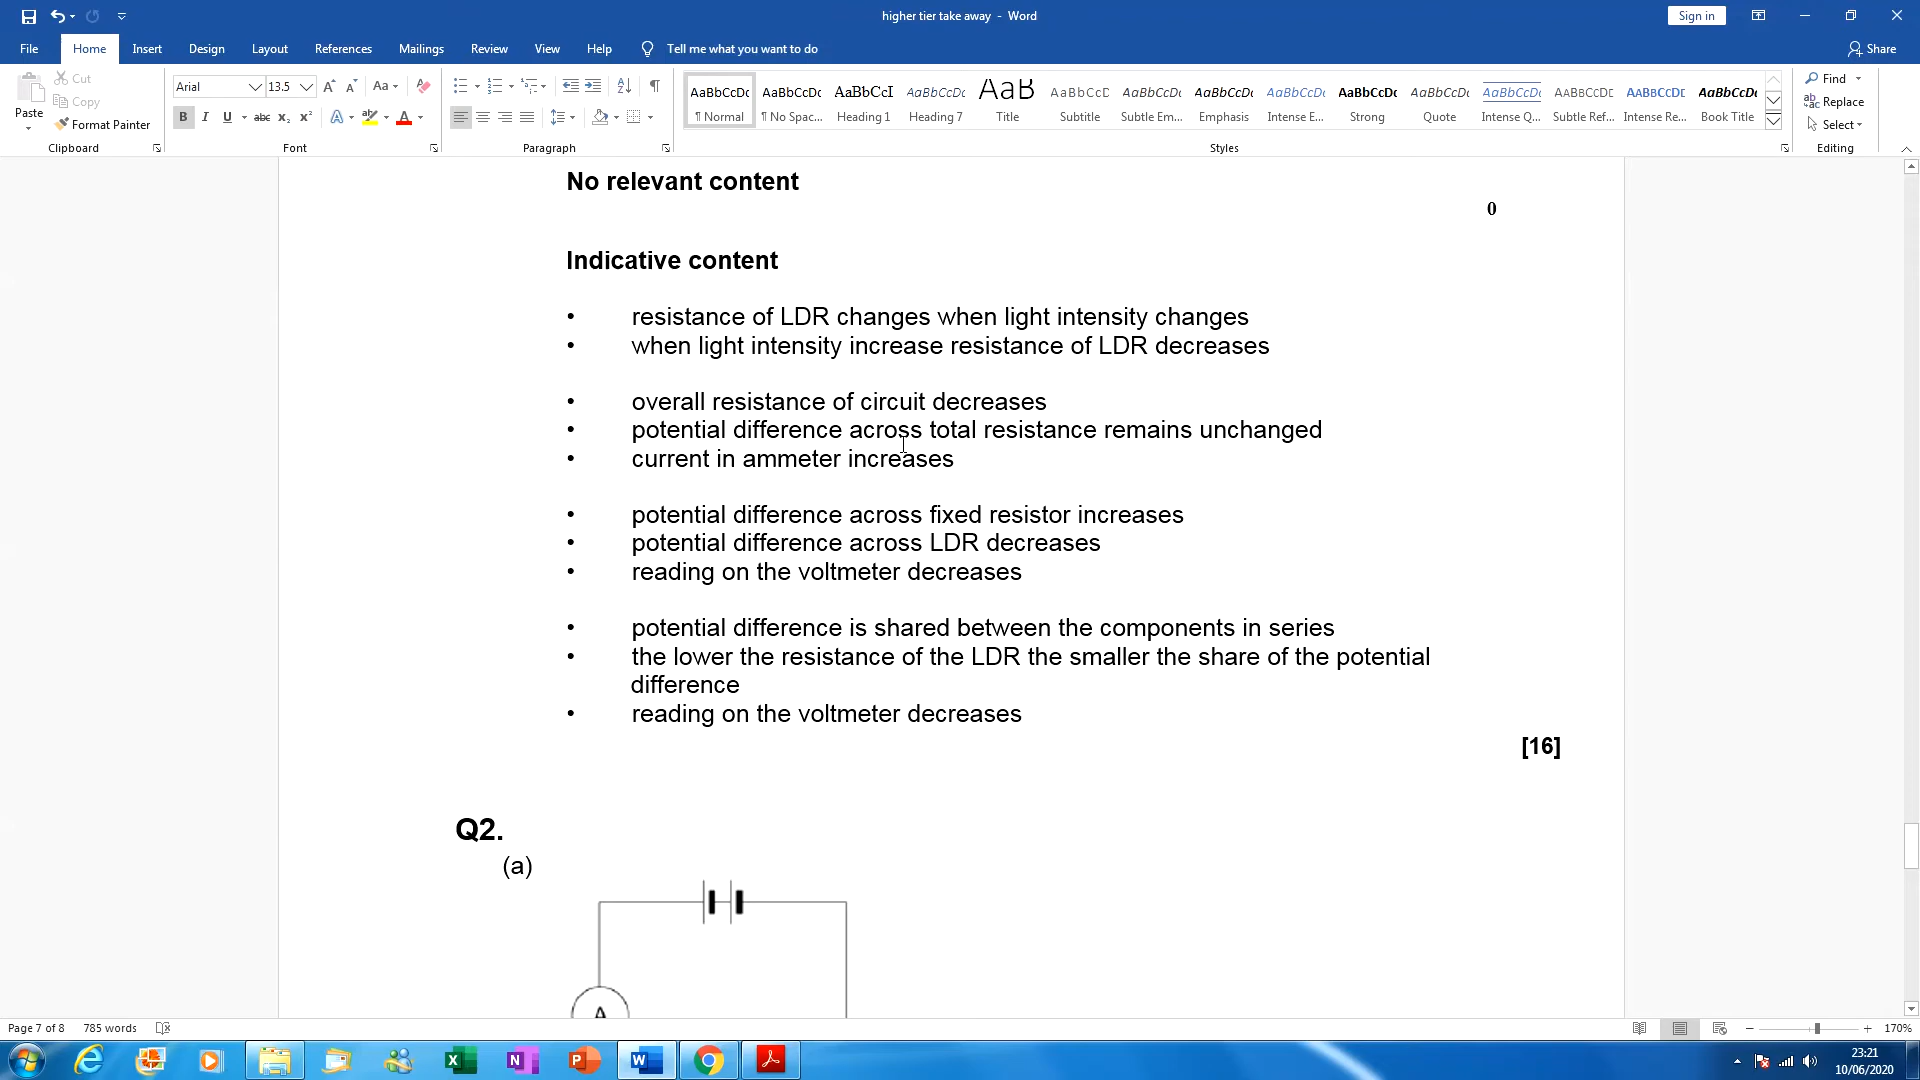 higher tier take away - Word
Sign in
File Home Insert Design Layout References Mailings Review View Help Tell me what you want to do Share
Paste
Cut
Copy
Format Painter
Clipboard
Arial 13.5
Font
Paragraph
AaBbCcDc AaBbCcDc AaBbCcI AaBbCcDc AaB AaBbCcD AaBbCcDc AaBbCcDc AaBbCcDc AaBbCcDc AaBbCcDc AaBbCcDc AaBbCcDc AaBbCcDc AaBbCcDc
¶ Normal ¶ No Spac... Heading 1 Heading 7 Title Subtitle Subtle Em... Emphasis Intense E... Strong Quote Intense Q... Subtle Ref... Intense Re... Book Title
Styles
Find
Replace
Select
Editing
No relevant content
0
Indicative content
• resistance of LDR changes when light intensity changes
• when light intensity increase resistance of LDR decreases
• overall resistance of circuit decreases
• potential difference across total resistance remains unchanged
• current in ammeter increases
• potential difference across fixed resistor increases
• potential difference across LDR decreases
• reading on the voltmeter decreases
• potential difference is shared between the components in series
• the lower the resistance of the LDR the smaller the share of the potential
difference
• reading on the voltmeter decreases
[16]
Q2.
(a)
A
Page 7 of 8 785 words
170%
23:21
10/06/2020